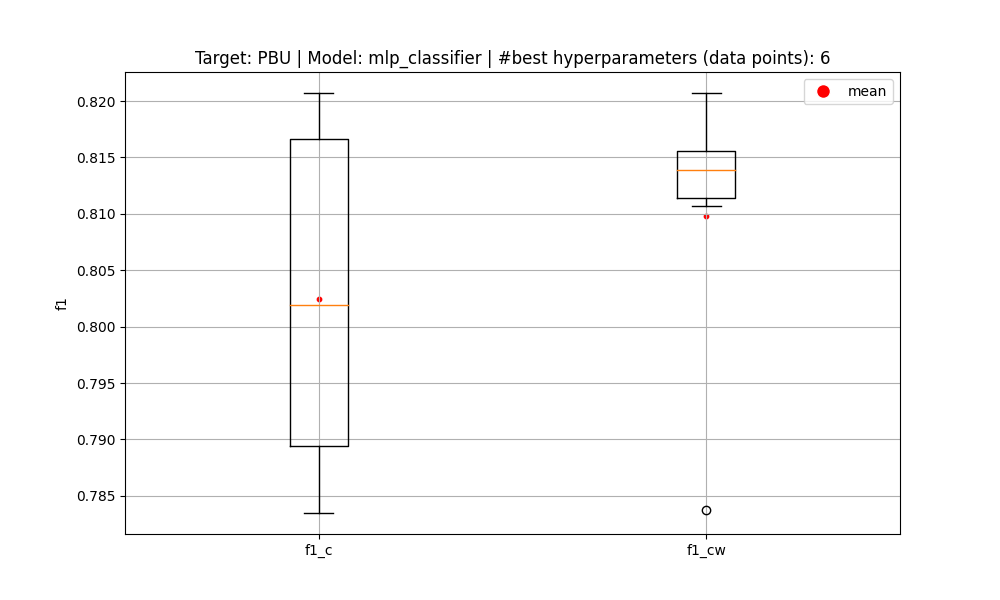 Target: PBU | Model: mlp_classifier | #best hyperparameters (data points): 6
mean
0.820
0.815
0.810
0.805
0.800
0.795
0.790
0.785
f1
f1_c
f1_cw